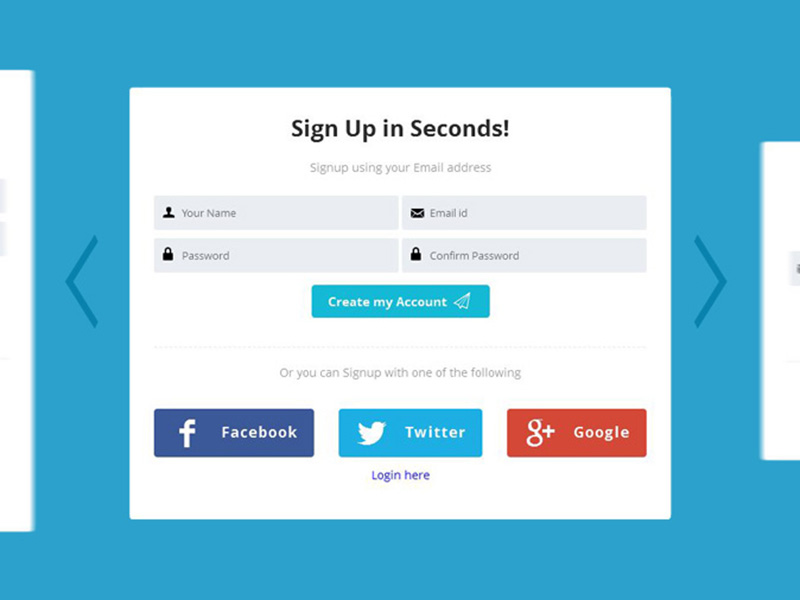 Sign Up in Seconds!
Signup using your Email address
Your Name
Email id
Password
Confirm Password
Create my Account
Or you can Signup with one of the following
Facebook
Twitter
Google
Login here